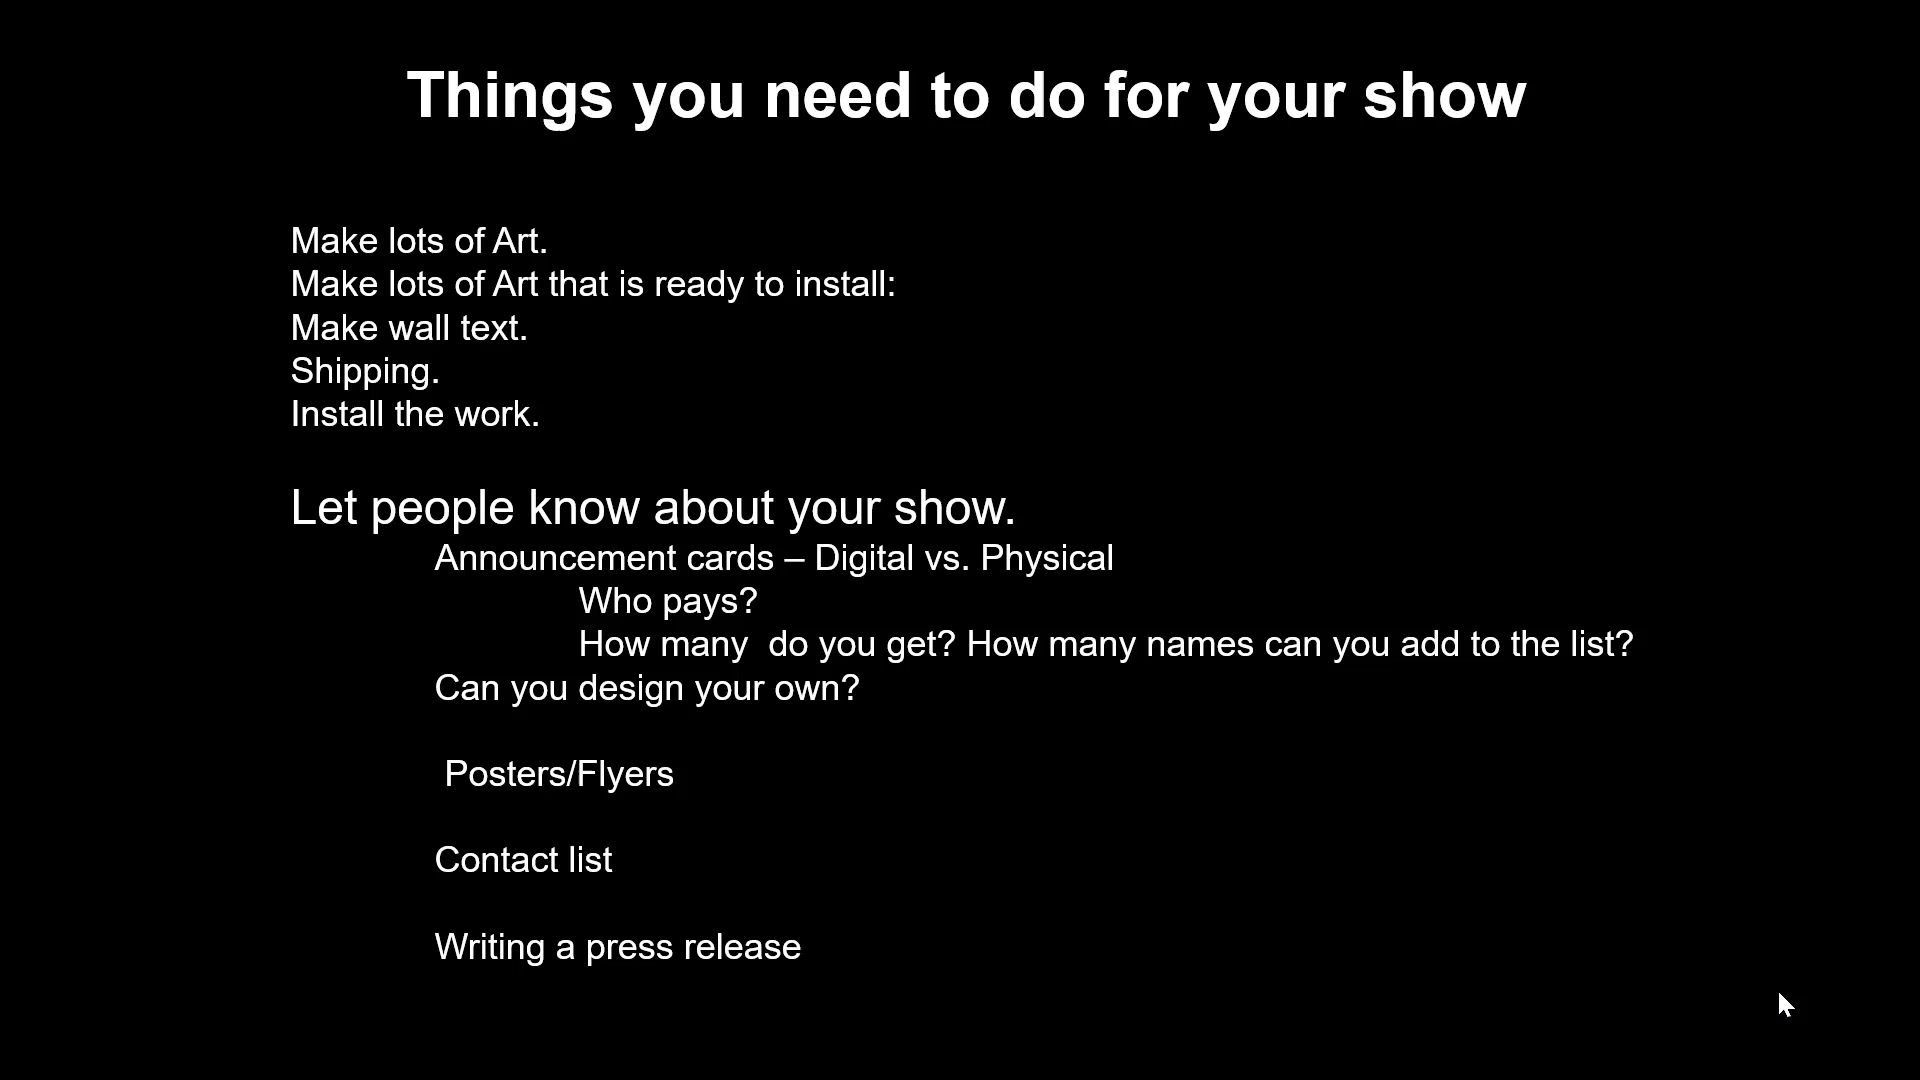 Things you need to do for your show
Make lots of Art.
Make lots of Art that is ready to install:
Make wall text.
Shipping.
Install the work.
Let people know about your show.
Announcement cards – Digital vs. Physical
Who pays?
How many  do you get? How many names can you add to the list?
Can you design your own?
Posters/Flyers
Contact list
Writing a press release